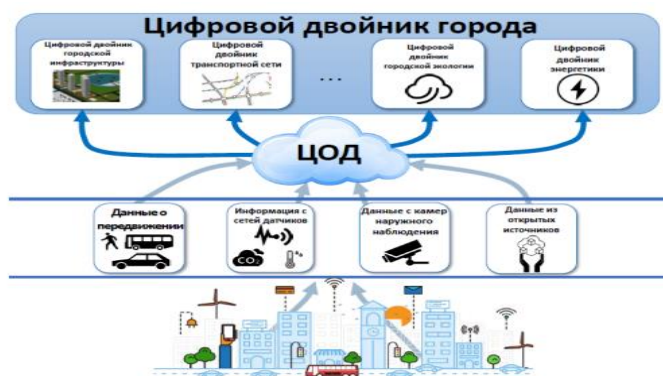 Цифровой двойник города
Цифровой двойник
городской
инфраструктуры
Цифровой
двойник
транспортной сети
...
Цифровой
двойник
городской экологии
Цифровой
двойник
энергетики
ЦОД
Данные о
передвижении
Информация с
сетей датчиков
CO2
Данные с камер
наружного
наблюдения
Данные из
открытых
источников